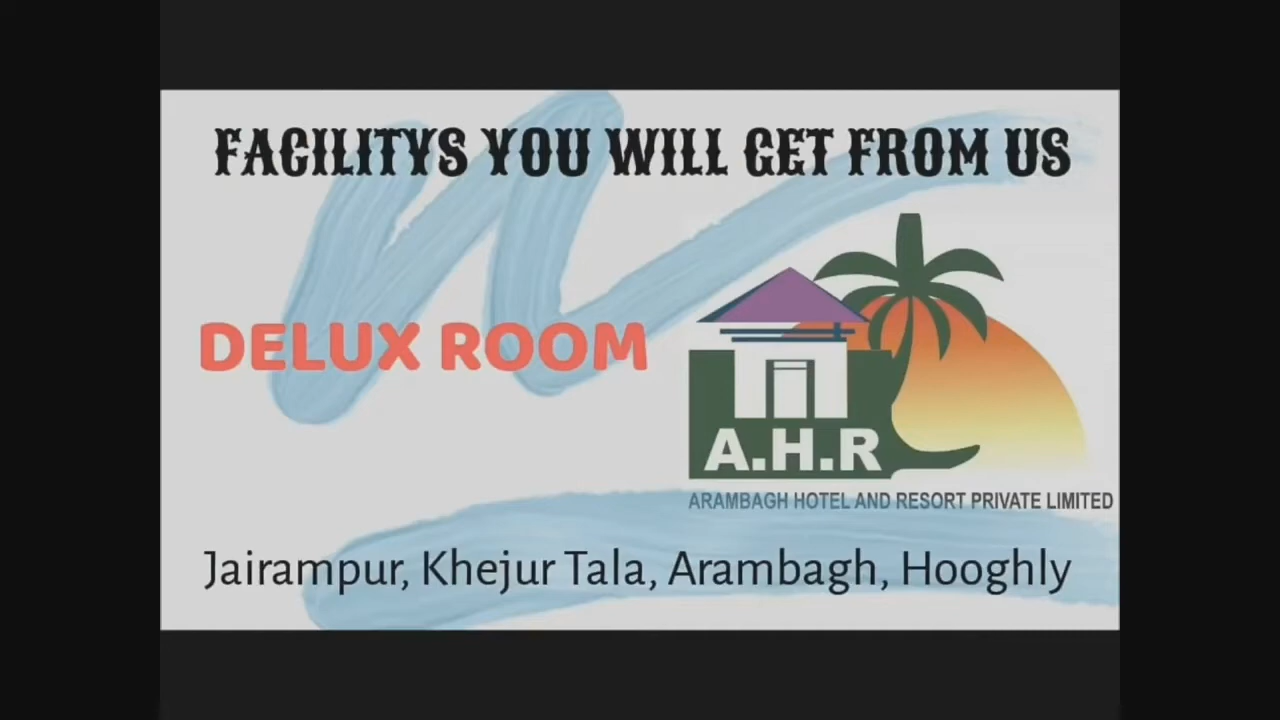 FACILITYS YOU WILL GET FROM US
DELUX ROOM
A.H.R
ARAMBAGH HOTEL AND RESORT PRIVATE LIMITED
Jairampur, Khejur Tala, Arambagh, Hooghly